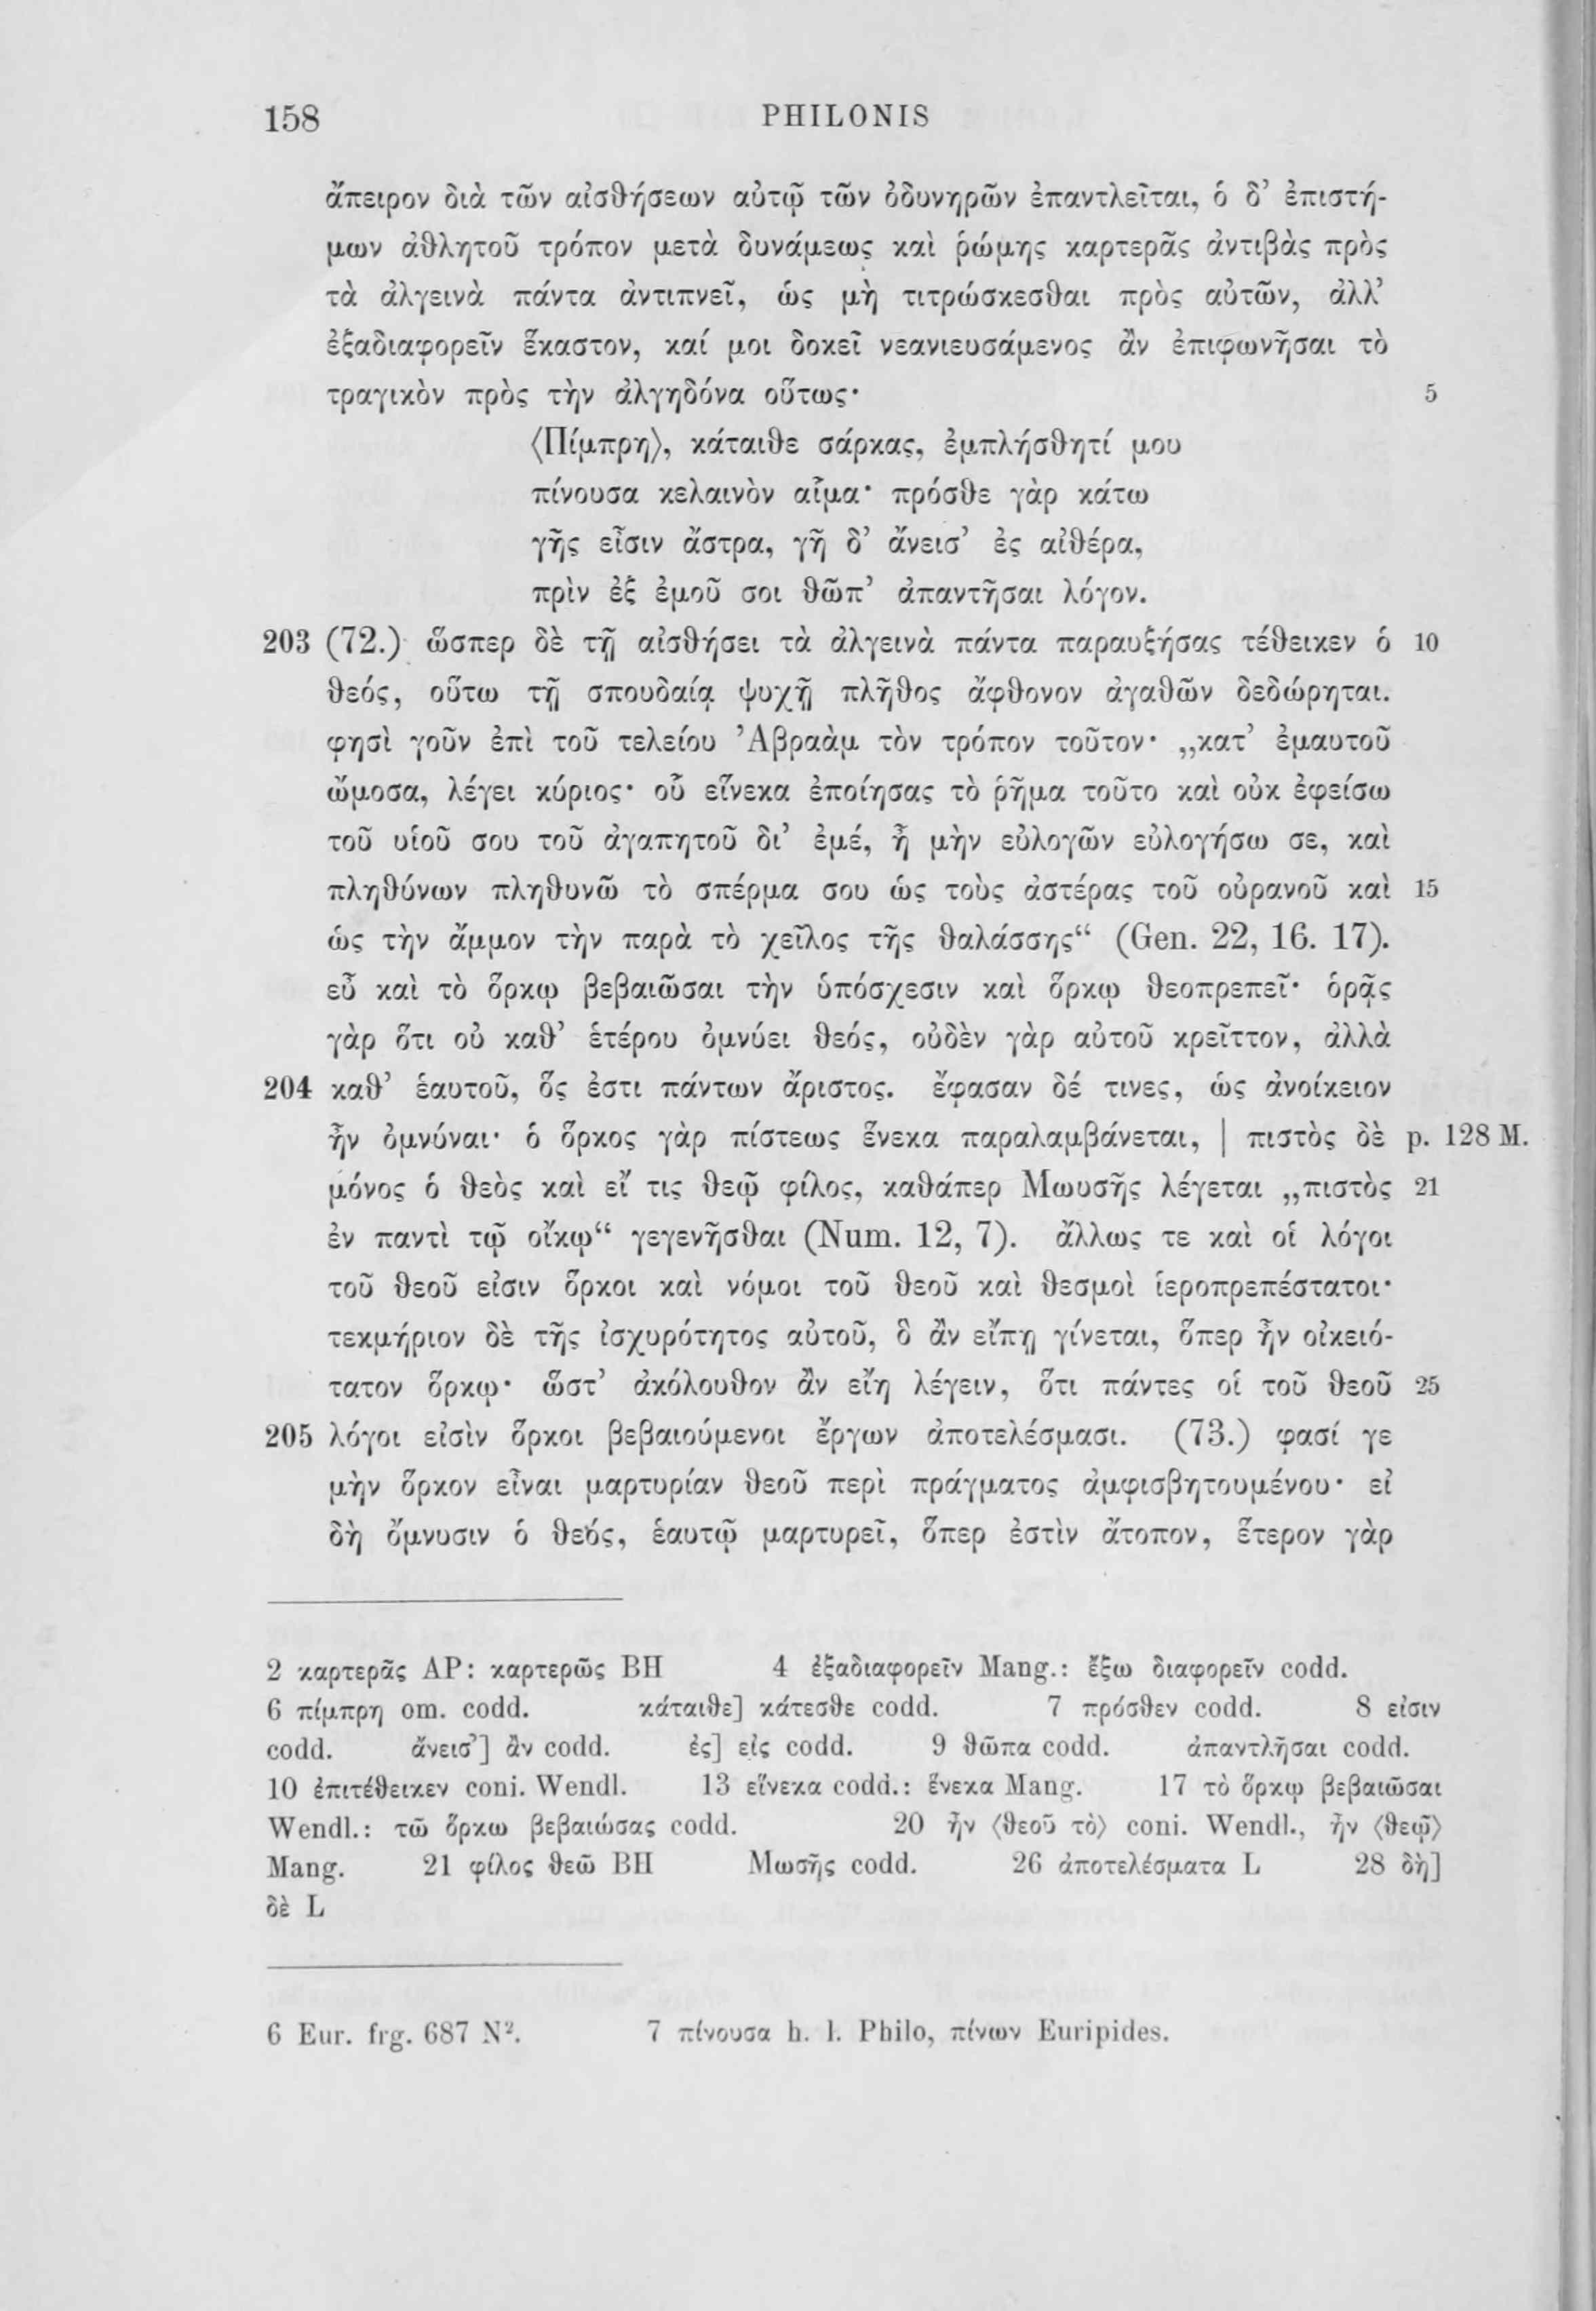 158 PHILONIS
ἄπειρον διὰ τῶν αἰσθήσεων αὐτῷ τῶν ὀδυνηρῶν ἐπαντλεῖται, ὁ δ’ ἐπιστή-
μων ἀθλητοῦ τρόπον μετὰ δυνάμεως καὶ ῥώμης καρτερᾶς ἀντιβὰς πρὸς
τὰ ἀλγεινὰ πάντα ἀντιπνεῖ, ὡς μὴ τιτρώσκεσθαι πρὸς αὐτῶν, ἀλλ’
ἐξαδιαφορεῖν ἕκαστον, καί μοι δοκεῖ νεανιευσάμενος ἂν ἐπιφωνῆσαι τὸ
τραγικὸν πρὸς τὴν ἀλγηδόνα οὕτως· 5
⟨Πίμπρη⟩, κάταιθε σάρκας, ἐμπλήσθητί μου
πίνουσα κελαινὸν αἷμα· πρόσθε γὰρ κάτω
γῆς εἶσιν ἄστρα, γῆ δ’ ἄνεισ’ ἐς αἰθέρα,
πρὶν ἐξ ἐμοῦ σοι θῶπ’ ἀπαντῆσαι λόγον.
203 (72.) ὥσπερ δὲ τῇ αἰσθήσει τὰ ἀλγεινὰ πάντα παραυξήσας τέθεικεν ὁ 10
θεός, οὕτω τῇ σπουδαίᾳ ψυχῇ πλῆθος ἄφθονον ἀγαθῶν δεδώρηται.
φησὶ γοῦν ἐπὶ τοῦ τελείου Ἀβραὰμ τὸν τρόπον τοῦτον· „κατ’ ἐμαυτοῦ
ὤμοσα, λέγει κύριος· οὗ εἵνεκα ἐποίησας τὸ ῥῆμα τοῦτο καὶ οὐκ ἐφείσω
τοῦ υἱοῦ σου τοῦ ἀγαπητοῦ δι’ ἐμέ, ἦ μὴν εὐλογῶν εὐλογήσω σε, καὶ
πληθύνων πληθυνῶ τὸ σπέρμα σου ὡς τοὺς ἀστέρας τοῦ οὐρανοῦ καὶ 15
ὡς τὴν ἄμμον τὴν παρὰ τὸ χεῖλος τῆς θαλάσσης“ (Gen. 22, 16. 17).
εὖ καὶ τὸ ὅρκῳ βεβαιῶσαι τὴν ὑπόσχεσιν καὶ ὅρκῳ θεοπρεπεῖ· ὁρᾷς
γὰρ ὅτι οὐ καθ’ ἑτέρου ὀμνύει θεός, οὐδὲν γὰρ αὐτοῦ κρεῖττον, ἀλλὰ
204 καθ’ ἑαυτοῦ, ὅς ἐστι πάντων ἄριστος. ἔφασαν δέ τινες, ὡς ἀνοίκειον
ἦν ὀμνύναι· ὁ ὅρκος γὰρ πίστεως ἕνεκα παραλαμβάνεται, | πιστὸς δὲ p. 128 M.
μόνος ὁ θεὸς καὶ εἴ τις θεῷ φίλος, καθάπερ Μωυσῆς λέγεται „πιστὸς 21
ἐν παντὶ τῷ οἴκῳ“ γεγενῆσθαι (Num. 12, 7). ἄλλως τε καὶ οἱ λόγοι
τοῦ θεοῦ εἰσιν ὅρκοι καὶ νόμοι τοῦ θεοῦ καὶ θεσμοὶ ἱεροπρεπέστατοι·
τεκμήριον δὲ τῆς ἰσχυρότητος αὐτοῦ, ὃ ἂν εἴπῃ γίνεται, ὅπερ ἦν οἰκειό-
τατον ὅρκῳ· ὥστ’ ἀκόλουθον ἂν εἴη λέγειν, ὅτι πάντες οἱ τοῦ θεοῦ 25
205 λόγοι εἰσὶν ὅρκοι βεβαιούμενοι ἔργων ἀποτελέσμασι. (73.) φασί γε
μὴν ὅρκον εἶναι μαρτυρίαν θεοῦ περὶ πράγματος ἀμφισβητουμένου· εἰ
δὴ ὄμνυσιν ὁ θεός, ἑαυτῷ μαρτυρεῖ, ὅπερ ἐστὶν ἄτοπον, ἕτερον γὰρ
2 καρτερᾶς AP: καρτερῶς BH 4 ἐξαδιαφορεῖν Mang.: ἔξω διαφορεῖν codd.
6 πίμπρη om. codd. κάταιθε] κάτεσθε codd. 7 πρόσθεν codd. 8 εἰσιν
codd. ἄνεισ’] ἂν codd. ἐς] εἰς codd. 9 θῶπα codd. ἀπαντλῆσαι codd.
10 ἐπιτέθεικεν coni. Wendl. 13 εἵνεκα codd.: ἕνεκα Mang. 17 τὸ ὅρκῳ βεβαιῶσαι
Wendl.: τῶ ὅρκω βεβαιώσας codd. 20 ἦν ⟨θεοῦ τὸ⟩ coni. Wendl., ἦν ⟨θεῷ⟩
Mang. 21 φίλος θεῶ BH Μωσῆς codd. 26 ἀποτελέσματα L 28 δὴ]
δὲ L
6 Eur. frg. 687 N². 7 πίνουσα h. l. Philo, πίνων Euripides.